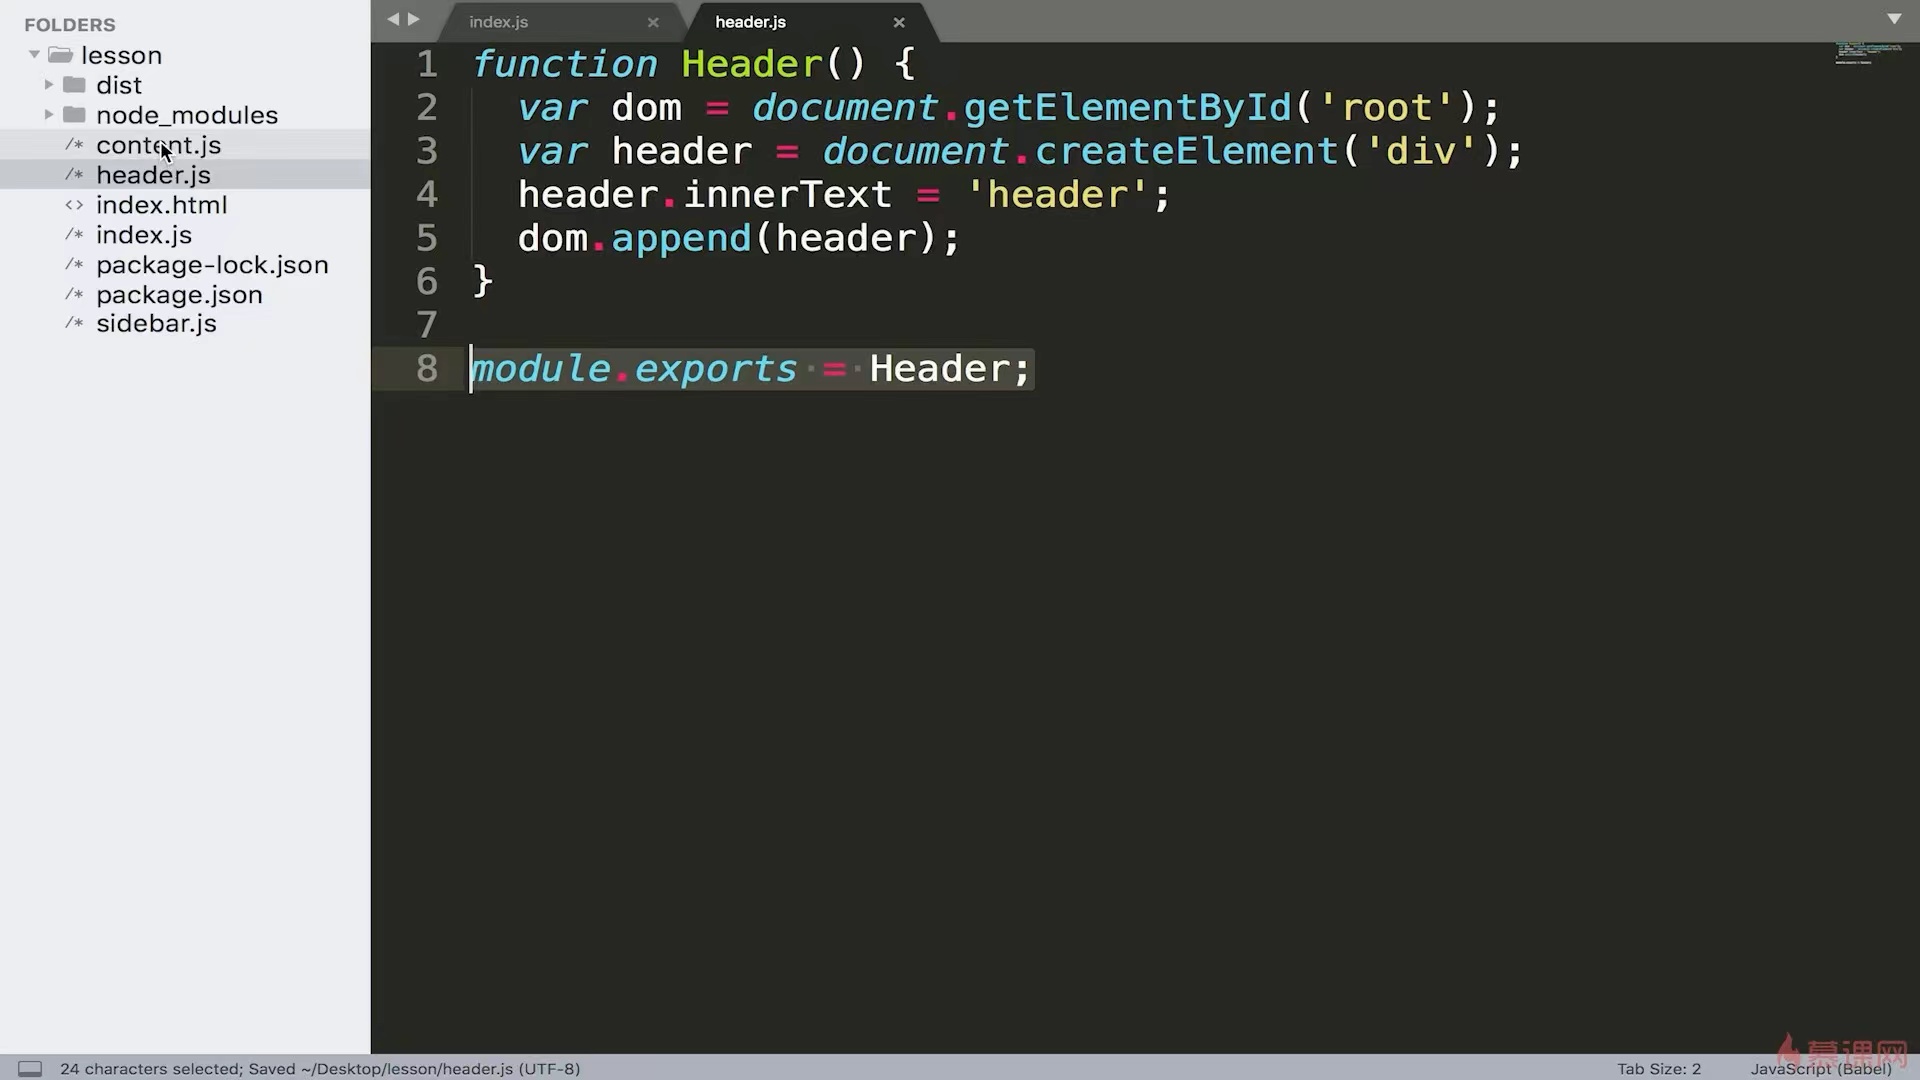 FOLDERS
lesson
dist
node_modules
content.js
header.js
index.html
index.js
package-lock.json
package.json
sidebar.js
index.js
header.js
1 function Header() {
2 var dom = document.getElementById('root');
3 var header = document.createElement('div');
4 header.innerText = 'header';
5 dom.append(header);
6 }
7
8 module.exports = Header;
24 characters selected; Saved ~/Desktop/lesson/header.js (UTF-8)
Tab Size: 2
JavaScript (Babel)
慕课网